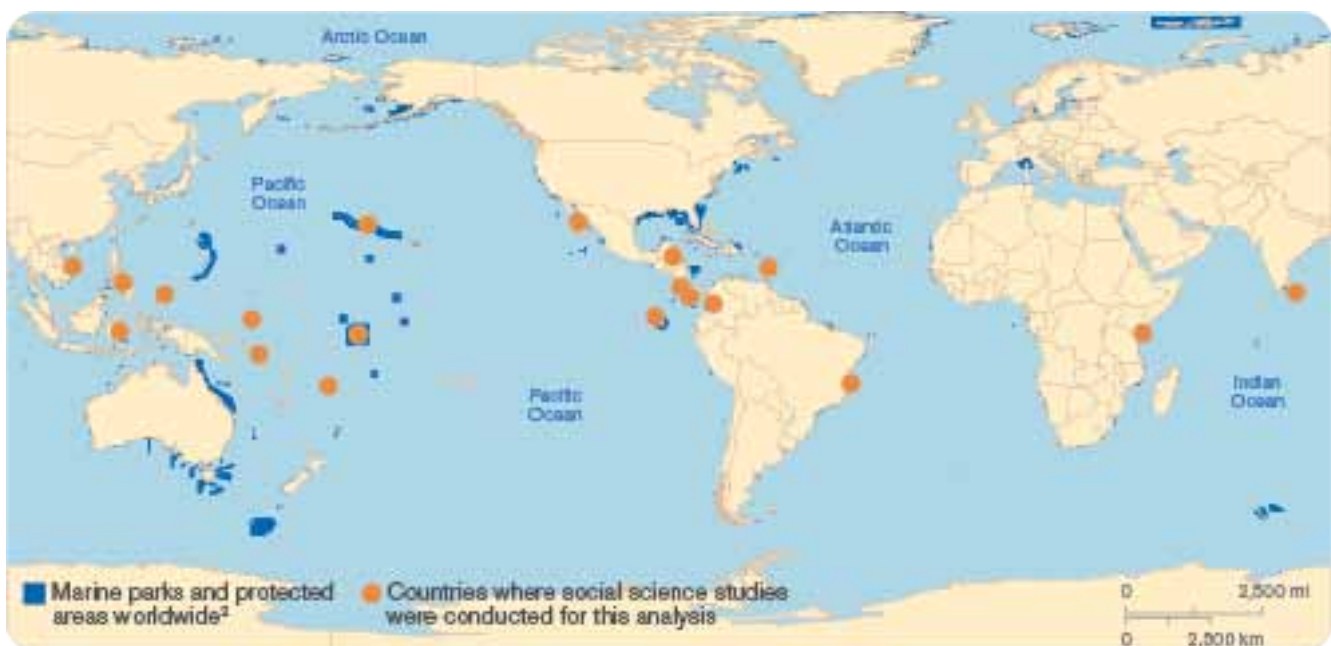 Arctic Ocean
Pacific
Ocean
Atlantic
Ocean
Pacific
Ocean
Indian
Ocean
Marine parks and protected
areas worldwide²
Countries where social science studies
were conducted for this analysis
0 2,500 mi
0 2,500 km